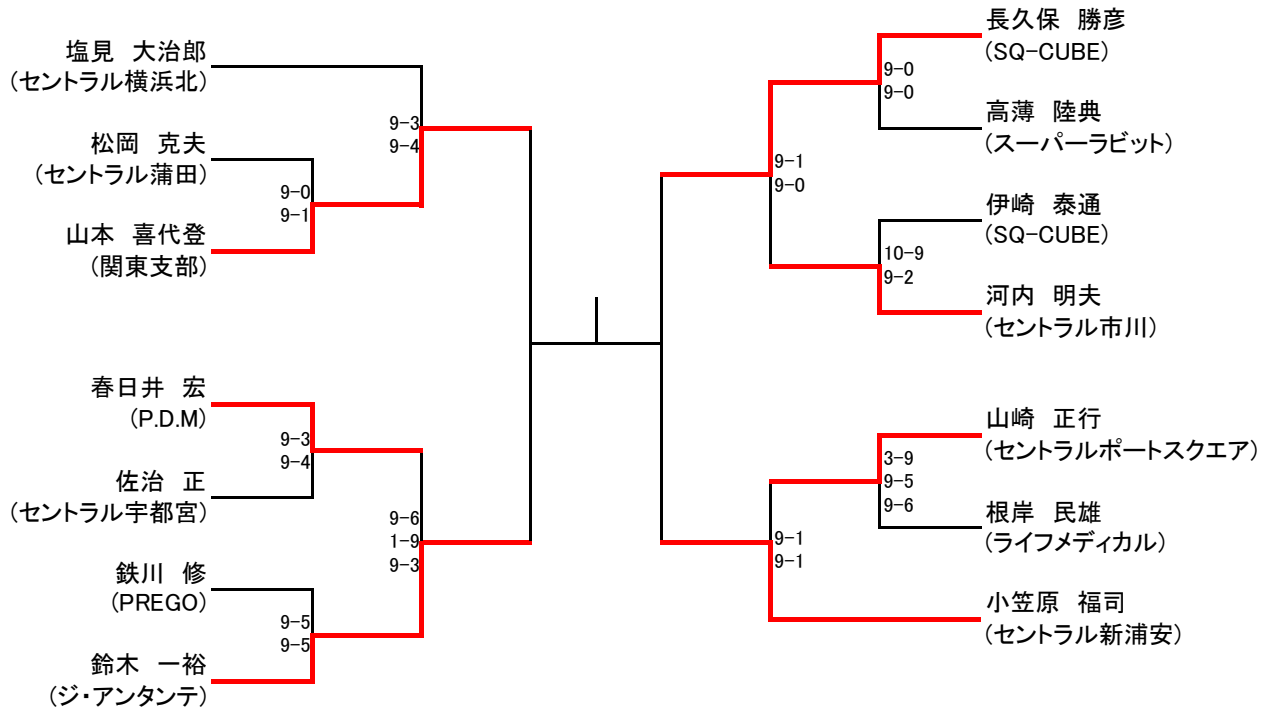 塩見　大治郎
(セントラル横浜北)
松岡　克夫
(セントラル蒲田)
山本　喜代登
(関東支部)
9-0
9-1
9-3
9-4
春日井　宏
(P.D.M)
佐治　正
(セントラル宇都宮)
9-3
9-4
鉄川　修
(PREGO)
鈴木　一裕
(ジ・アンタンテ)
9-5
9-5
9-6
1-9
9-3
長久保　勝彦
(SQ-CUBE)
高薄　陸典
(スーパーラビット)
9-0
9-0
伊崎　泰通
(SQ-CUBE)
河内　明夫
(セントラル市川)
10-9
9-2
9-1
9-0
山崎　正行
(セントラルポートスクエア)
根岸　民雄
(ライフメディカル)
3-9
9-5
9-6
小笠原　福司
(セントラル新浦安)
9-1
9-1